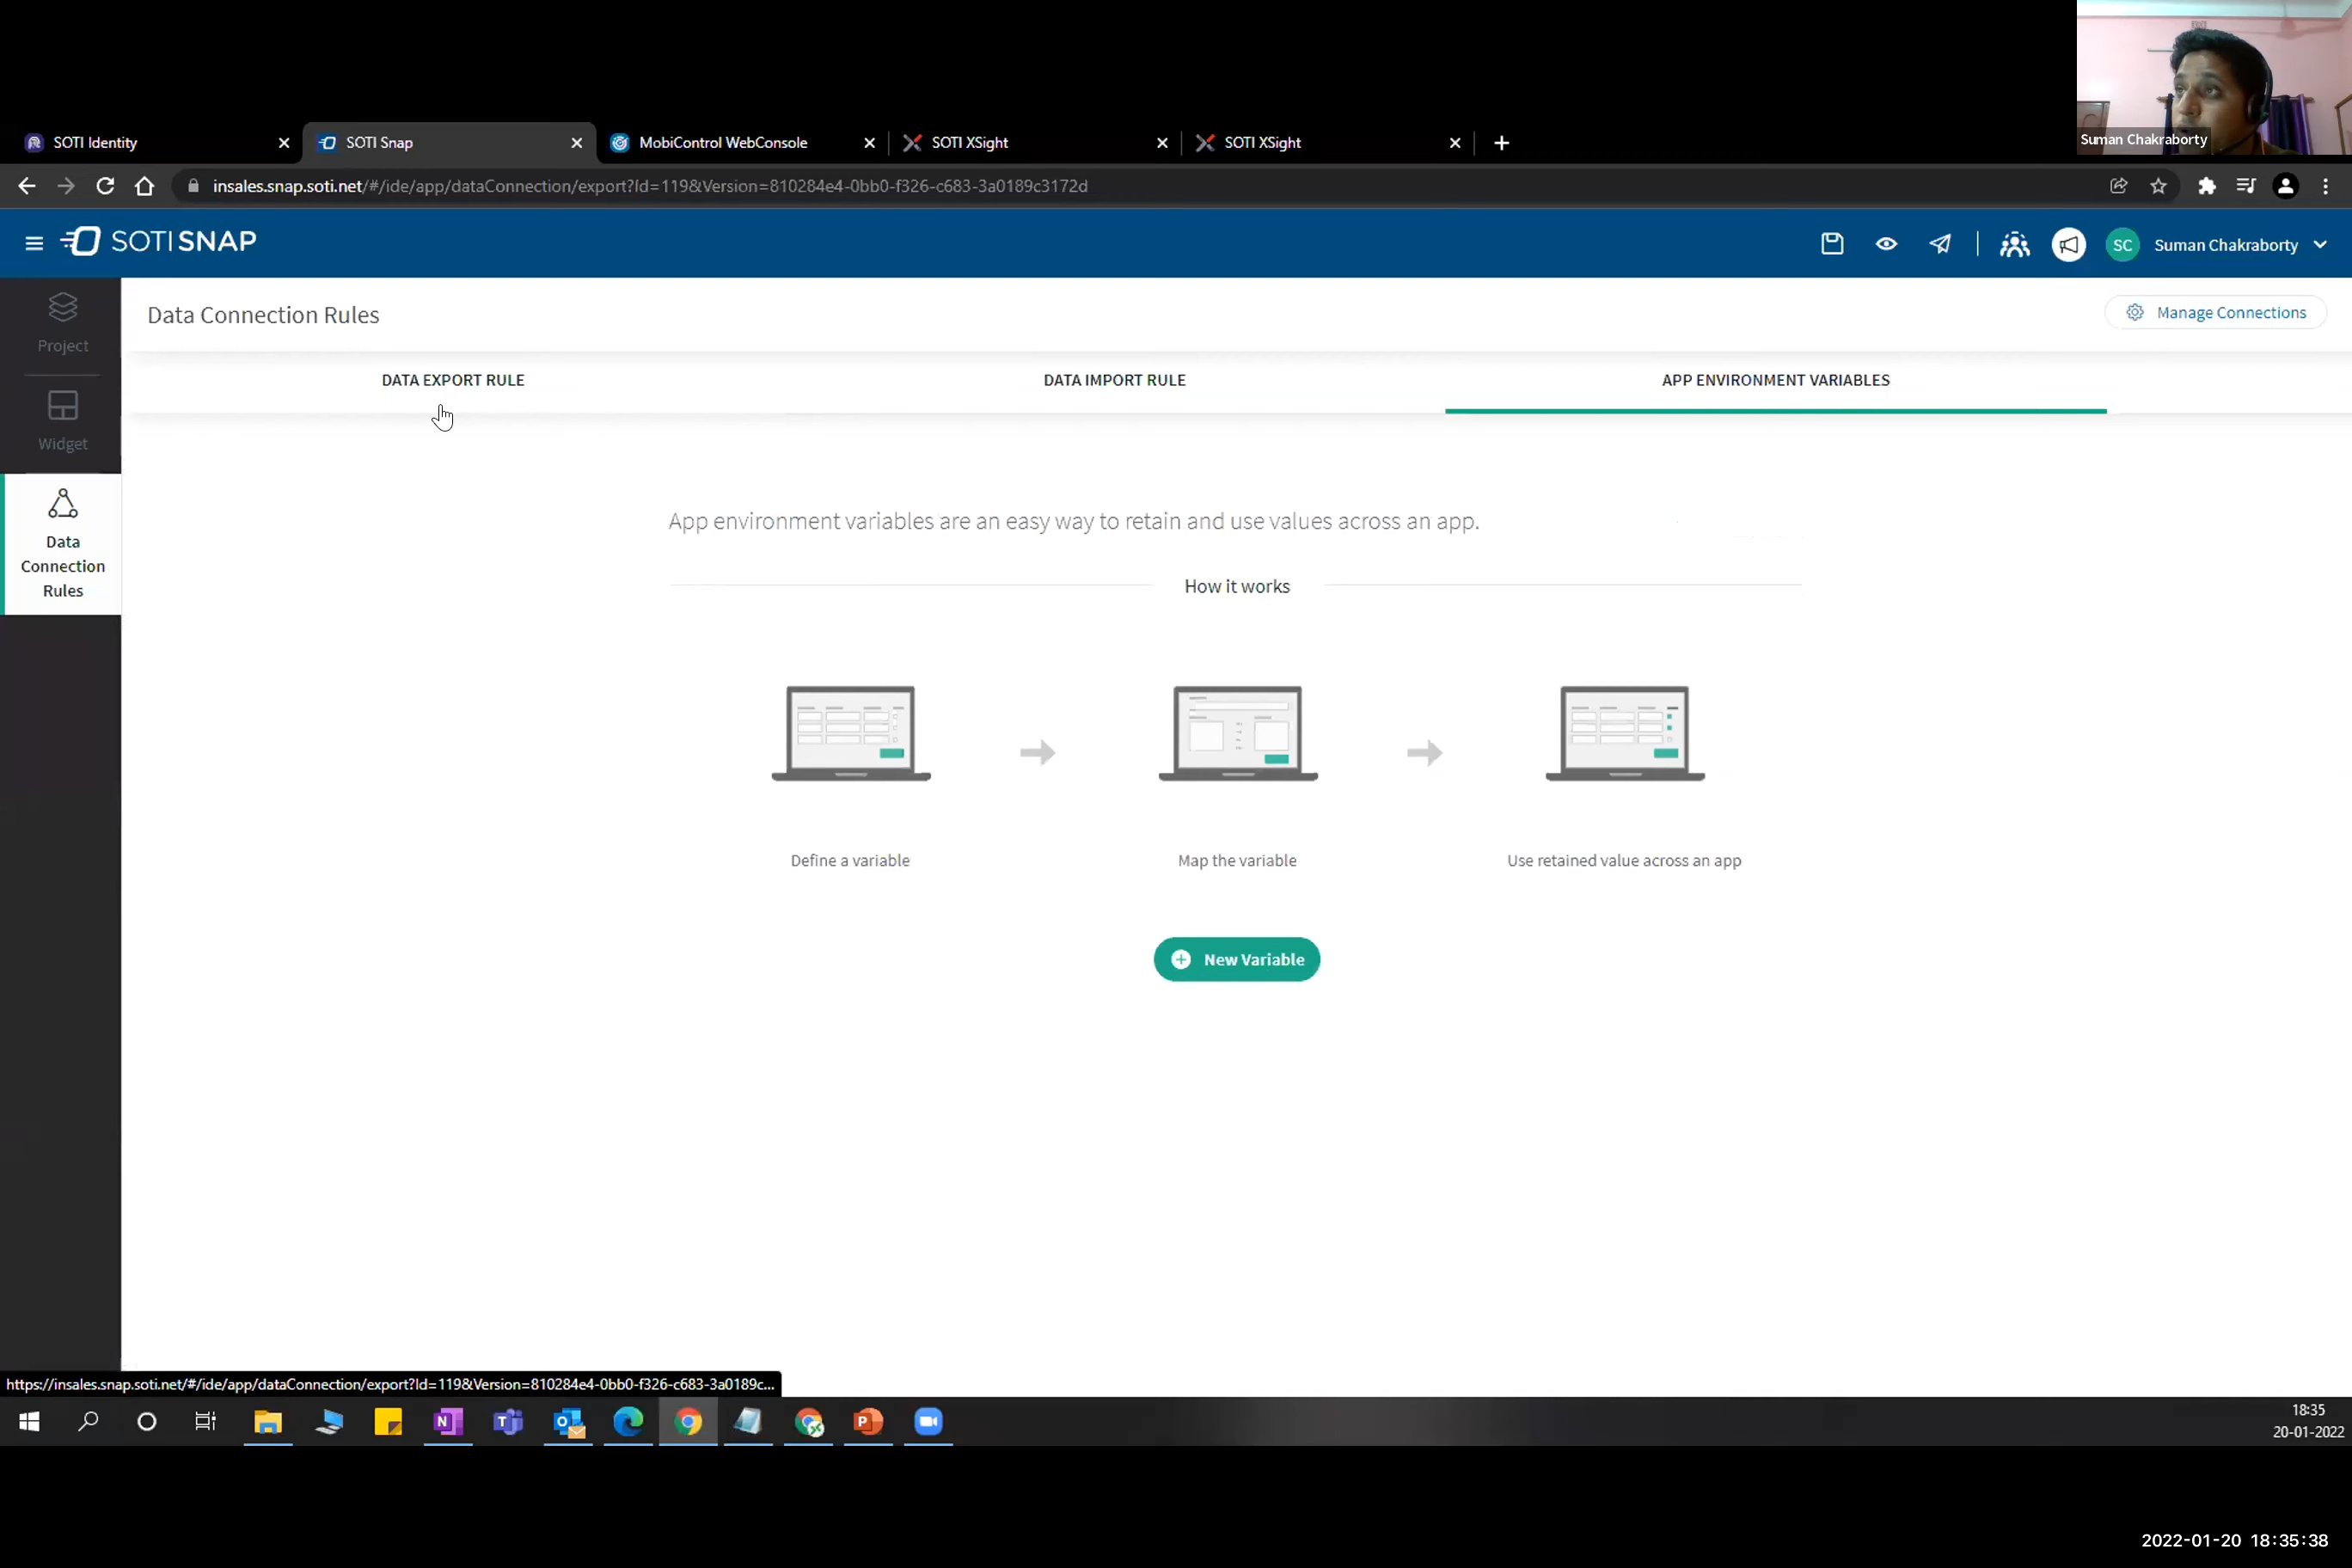 Suman Chakraborty
SOTI Identity
SOTI Snap
MobiControl WebConsole
SOTI XSight
SOTI XSight
insales.snap.soti.net/#/ide/app/dataConnection/export?Id=119&Version=810284e4-0bb0-f326-c683-3a0189c3172d
SOTI SNAP
SC
Suman Chakraborty
Project
Data Connection Rules
Manage Connections
DATA EXPORT RULE
DATA IMPORT RULE
APP ENVIRONMENT VARIABLES
Widget
Data
Connection
Rules
App environment variables are an easy way to retain and use values across an app.
How it works
Define a variable
Map the variable
Use retained value across an app
New Variable
https://insales.snap.soti.net/#/ide/app/dataConnection/export?Id=119&Version=810284e4-0bb0-f326-c683-3a0189c...
18:35
20-01-2022
2022-01-20 18:35:38